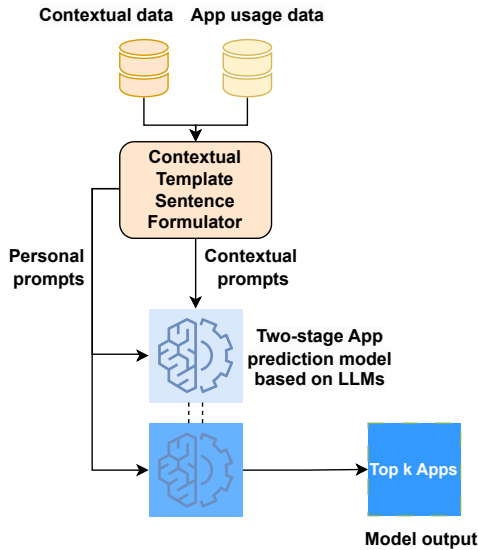 Contextual data
App usage data
Contextual
Template
Sentence
Formulator
Personal
prompts
Contextual
prompts
Two-stage App
prediction model
based on LLMs
Top k Apps
Model output